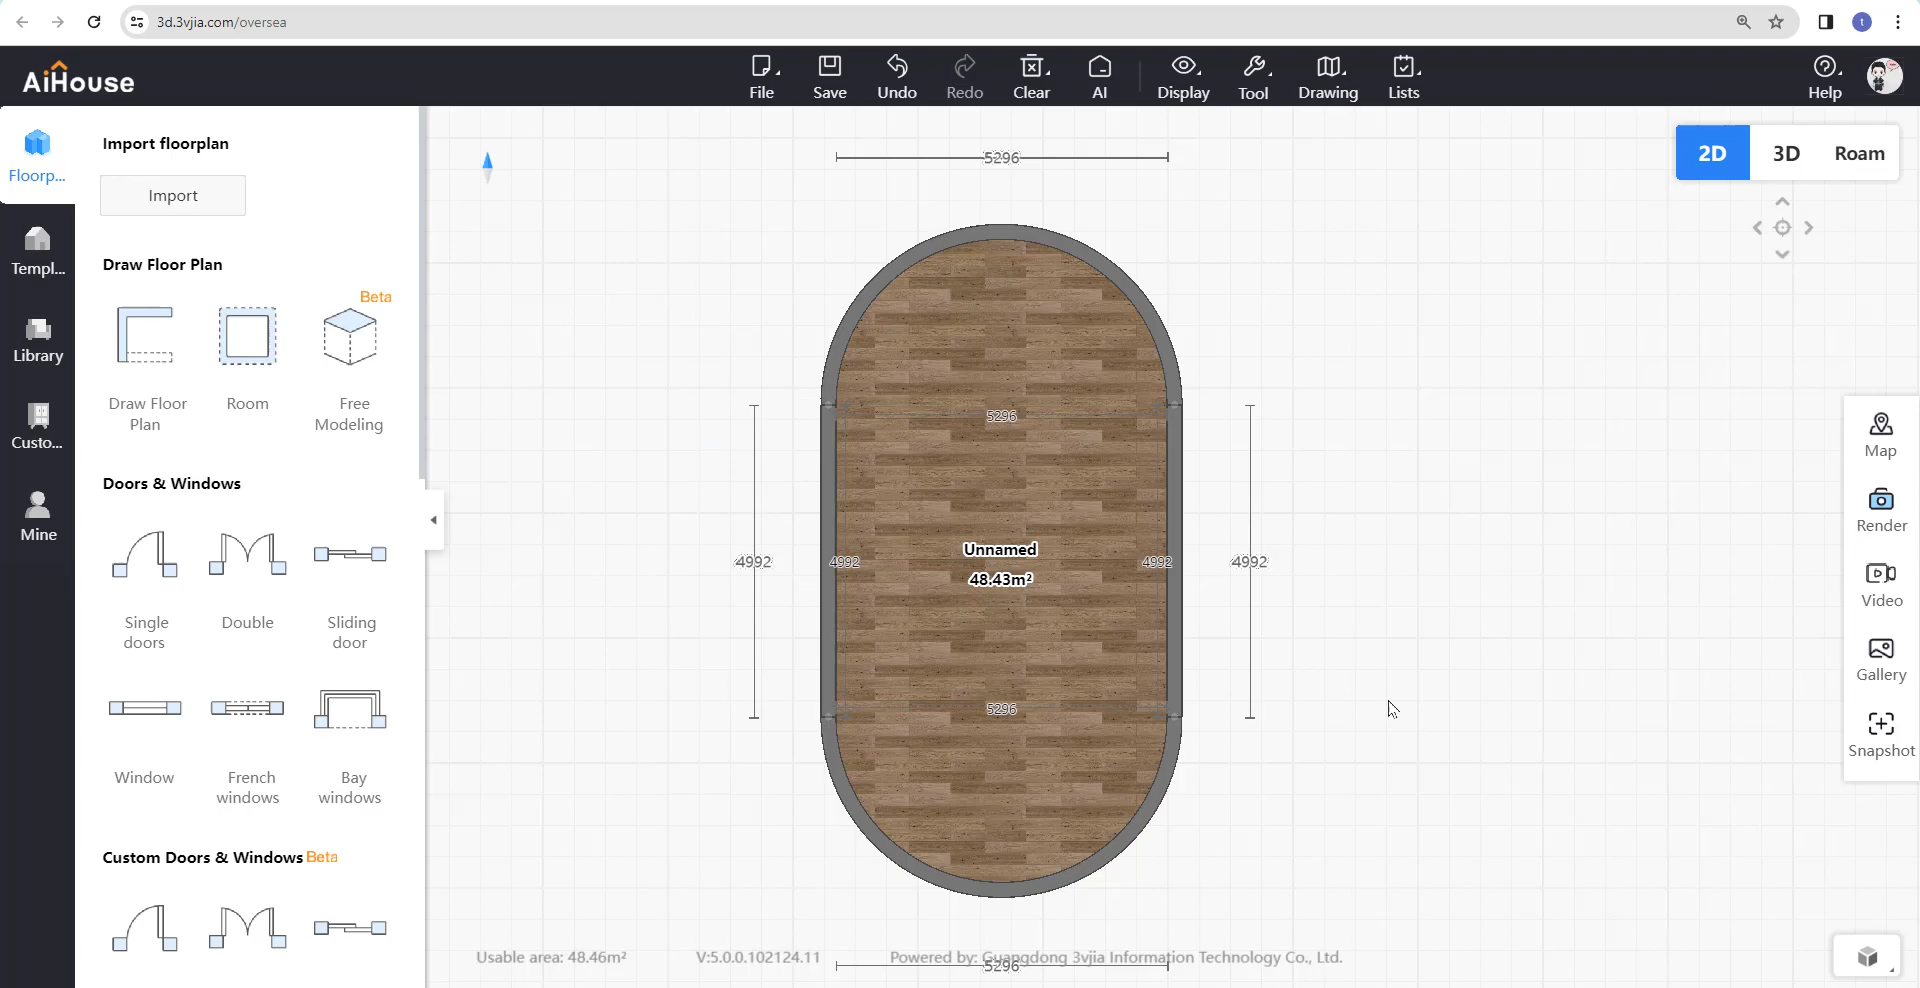 3d.3vjia.com/oversea
t
AiHouse
File
Save
Undo
Redo
Clear
AI
Display
Tool
Drawing
Lists
Help
Floorp...
Templ...
Library
Custo...
Mine
Import floorplan
Import
Draw Floor Plan
Beta
Draw Floor
Plan
Room
Free
Modeling
Doors & Windows
Single
doors
Double
Sliding
door
Window
French
windows
Bay
windows
Custom Doors & Windows Beta
2D
3D
Roam
5296
5296
4992
4992
4992
4992
Unnamed
48.43m²
5296
5296
Map
Render
Video
Gallery
Snapshot
Usable area: 48.46m²
V:5.0.0.102124.11
Powered by: Guangdong 3vjia Information Technology Co., Ltd.